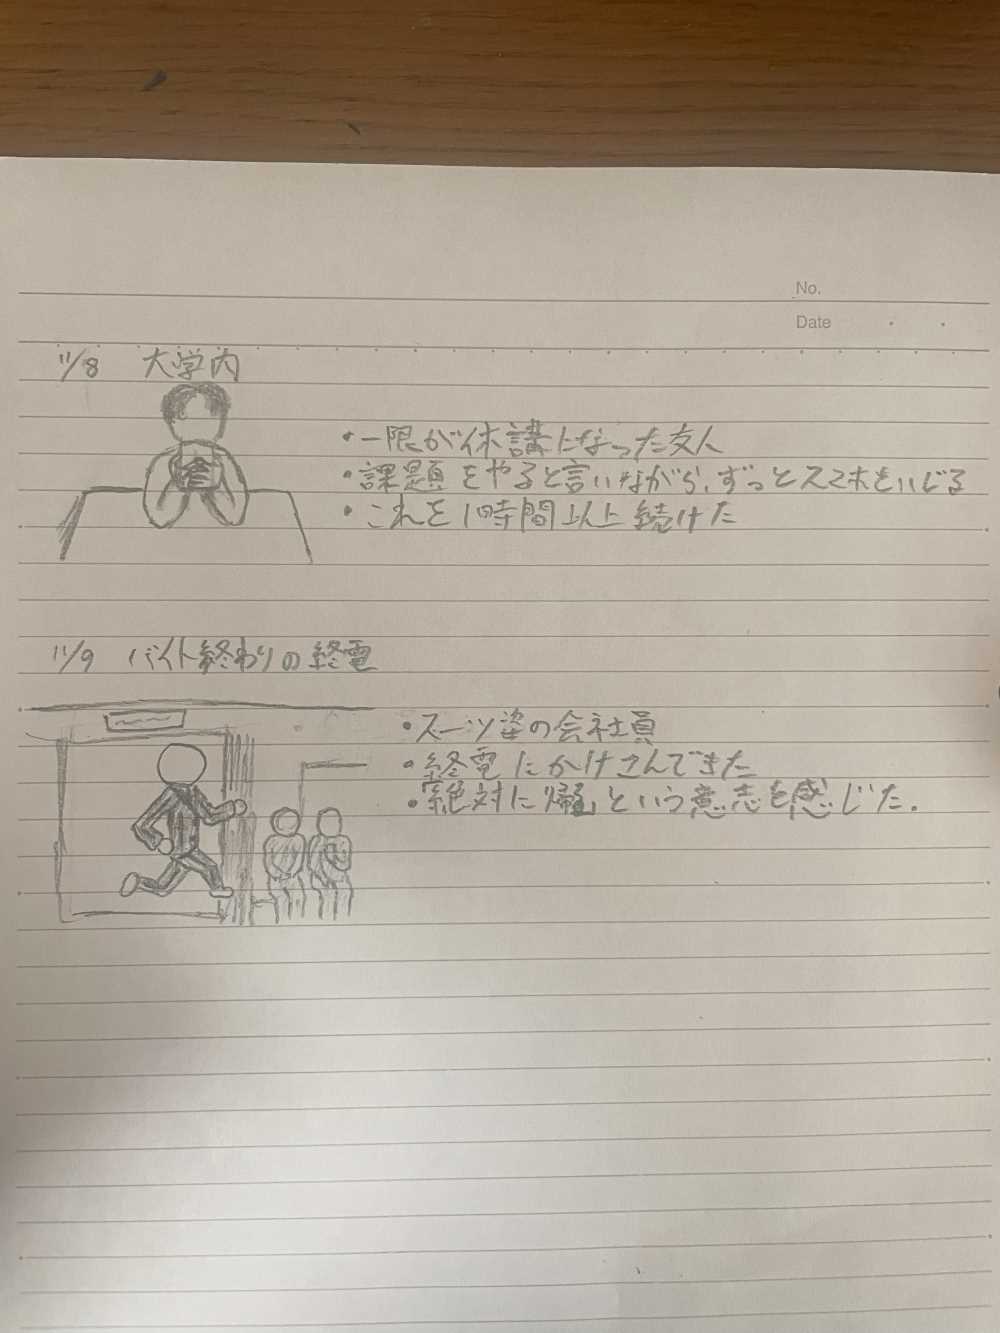 No.
Date
11/8 大学内
・一限が休講になった友人
・課題をやると言いながら、ずっとスマホをいじる
・これを1時間以上続けた
11/9 バイト終わりの終電
・スーツ姿の会社員
・終電にかけこんできた
・「絶対に帰る」という意志を感じた.